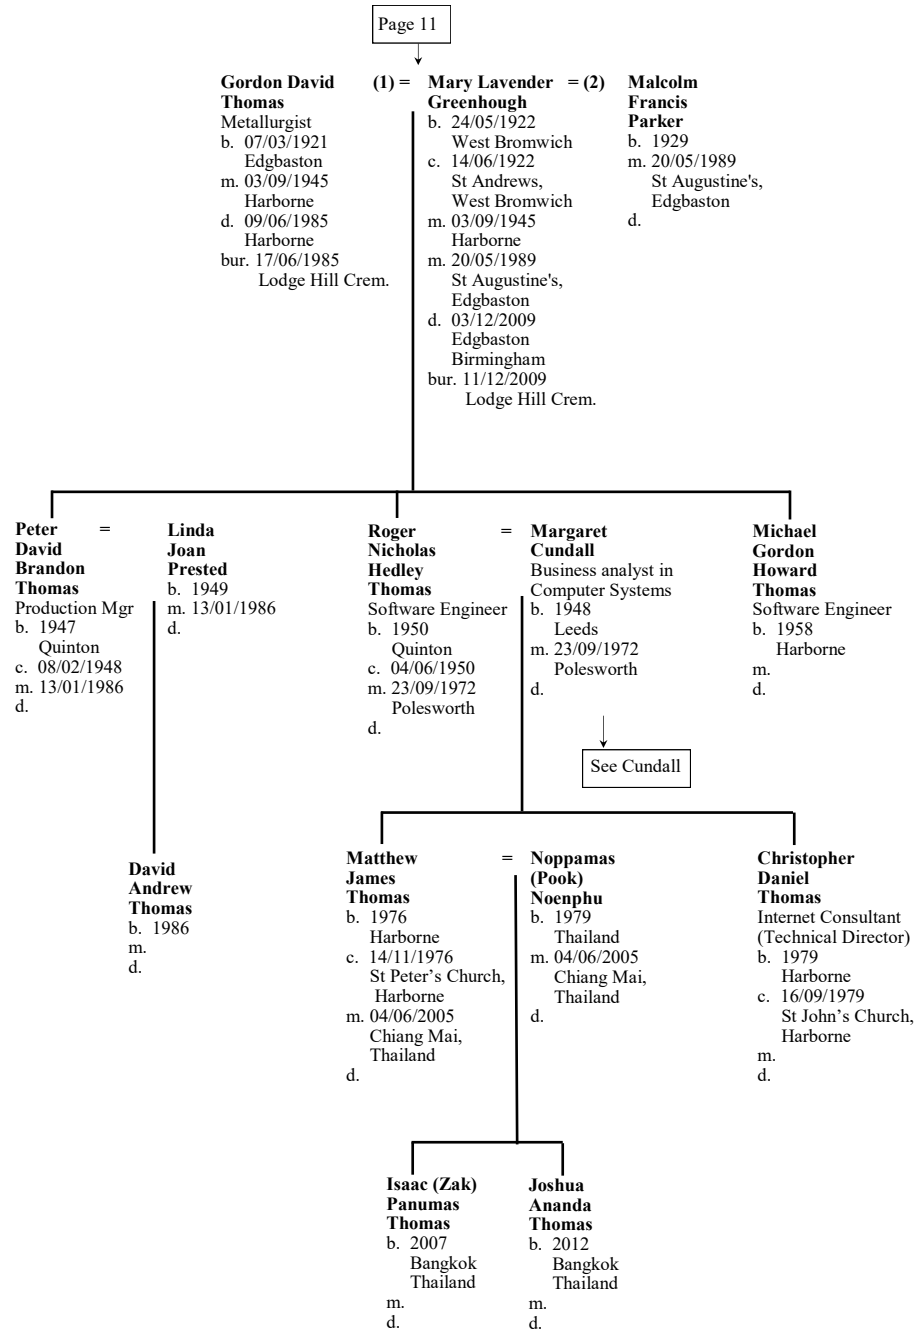 Page 11
Gordon David
Thomas
Metallurgist
b. 07/03/1921
Edgbaston
m. 03/09/1945
Harborne
d. 09/06/1985
Harborne
bur. 17/06/1985
Lodge Hill Crem.
(1) =
Mary Lavender
Greenhough
b. 24/05/1922
West Bromwich
c. 14/06/1922
St Andrews,
West Bromwich
m. 03/09/1945
Harborne
m. 20/05/1989
St Augustine's,
Edgbaston
d. 03/12/2009
Edgbaston
Birmingham
bur. 11/12/2009
Lodge Hill Crem.
= (2)
Malcolm
Francis
Parker
b. 1929
m. 20/05/1989
St Augustine's,
Edgbaston
d.
Peter
David
Brandon
Thomas
Production Mgr
b. 1947
Quinton
c. 08/02/1948
m. 13/01/1986
d.
=
Linda
Joan
Prested
b. 1949
m. 13/01/1986
d.
Roger
Nicholas
Hedley
Thomas
Software Engineer
b. 1950
Quinton
c. 04/06/1950
m. 23/09/1972
Polesworth
d.
=
Margaret
Cundall
Business analyst in
Computer Systems
b. 1948
Leeds
m. 23/09/1972
Polesworth
d.
See Cundall
Michael
Gordon
Howard
Thomas
Software Engineer
b. 1958
Harborne
m.
d.
David
Andrew
Thomas
b. 1986
m.
d.
Matthew
James
Thomas
b. 1976
Harborne
c. 14/11/1976
St Peter’s Church,
Harborne
m. 04/06/2005
Chiang Mai,
Thailand
d.
=
Noppamas
(Pook)
Noenphu
b. 1979
Thailand
m. 04/06/2005
Chiang Mai,
Thailand
d.
Christopher
Daniel
Thomas
Internet Consultant
(Technical Director)
b. 1979
Harborne
c. 16/09/1979
St John’s Church,
Harborne
m.
d.
Isaac (Zak)
Panumas
Thomas
b. 2007
Bangkok
Thailand
m.
d.
Joshua
Ananda
Thomas
b. 2012
Bangkok
Thailand
m.
d.